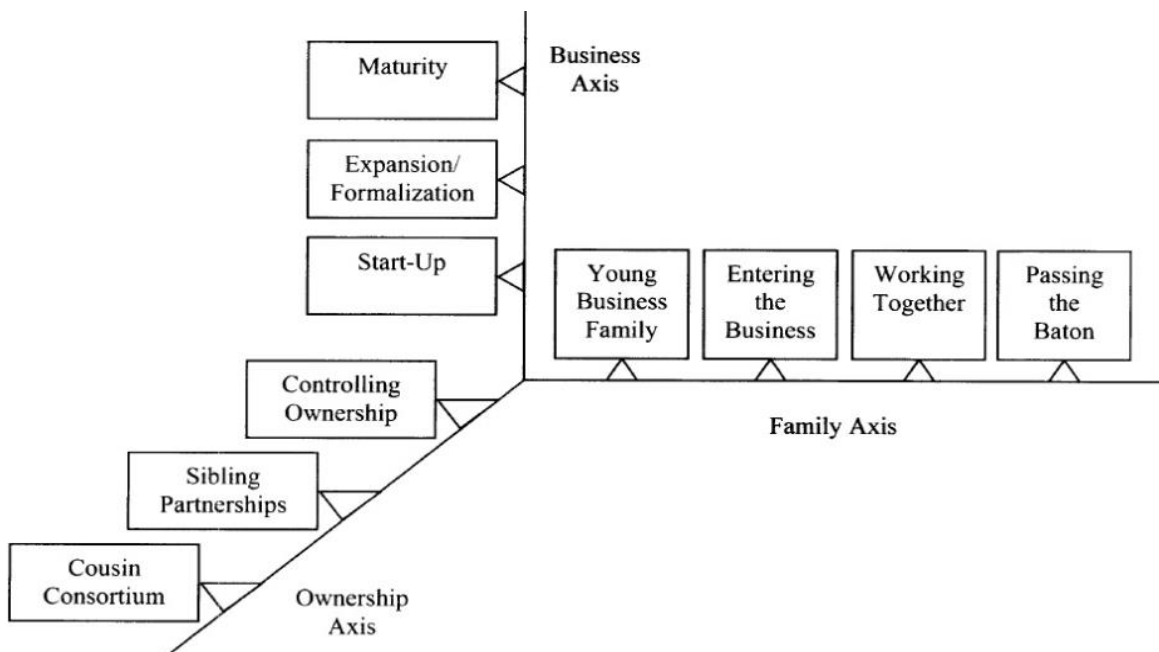 Maturity
Business
Axis
Expansion/
Formalization
Start-Up
Young
Business
Family
Entering
the
Business
Working
Together
Passing
the
Baton
Controlling
Ownership
Family Axis
Sibling
Partnerships
Cousin
Consortium
Ownership
Axis